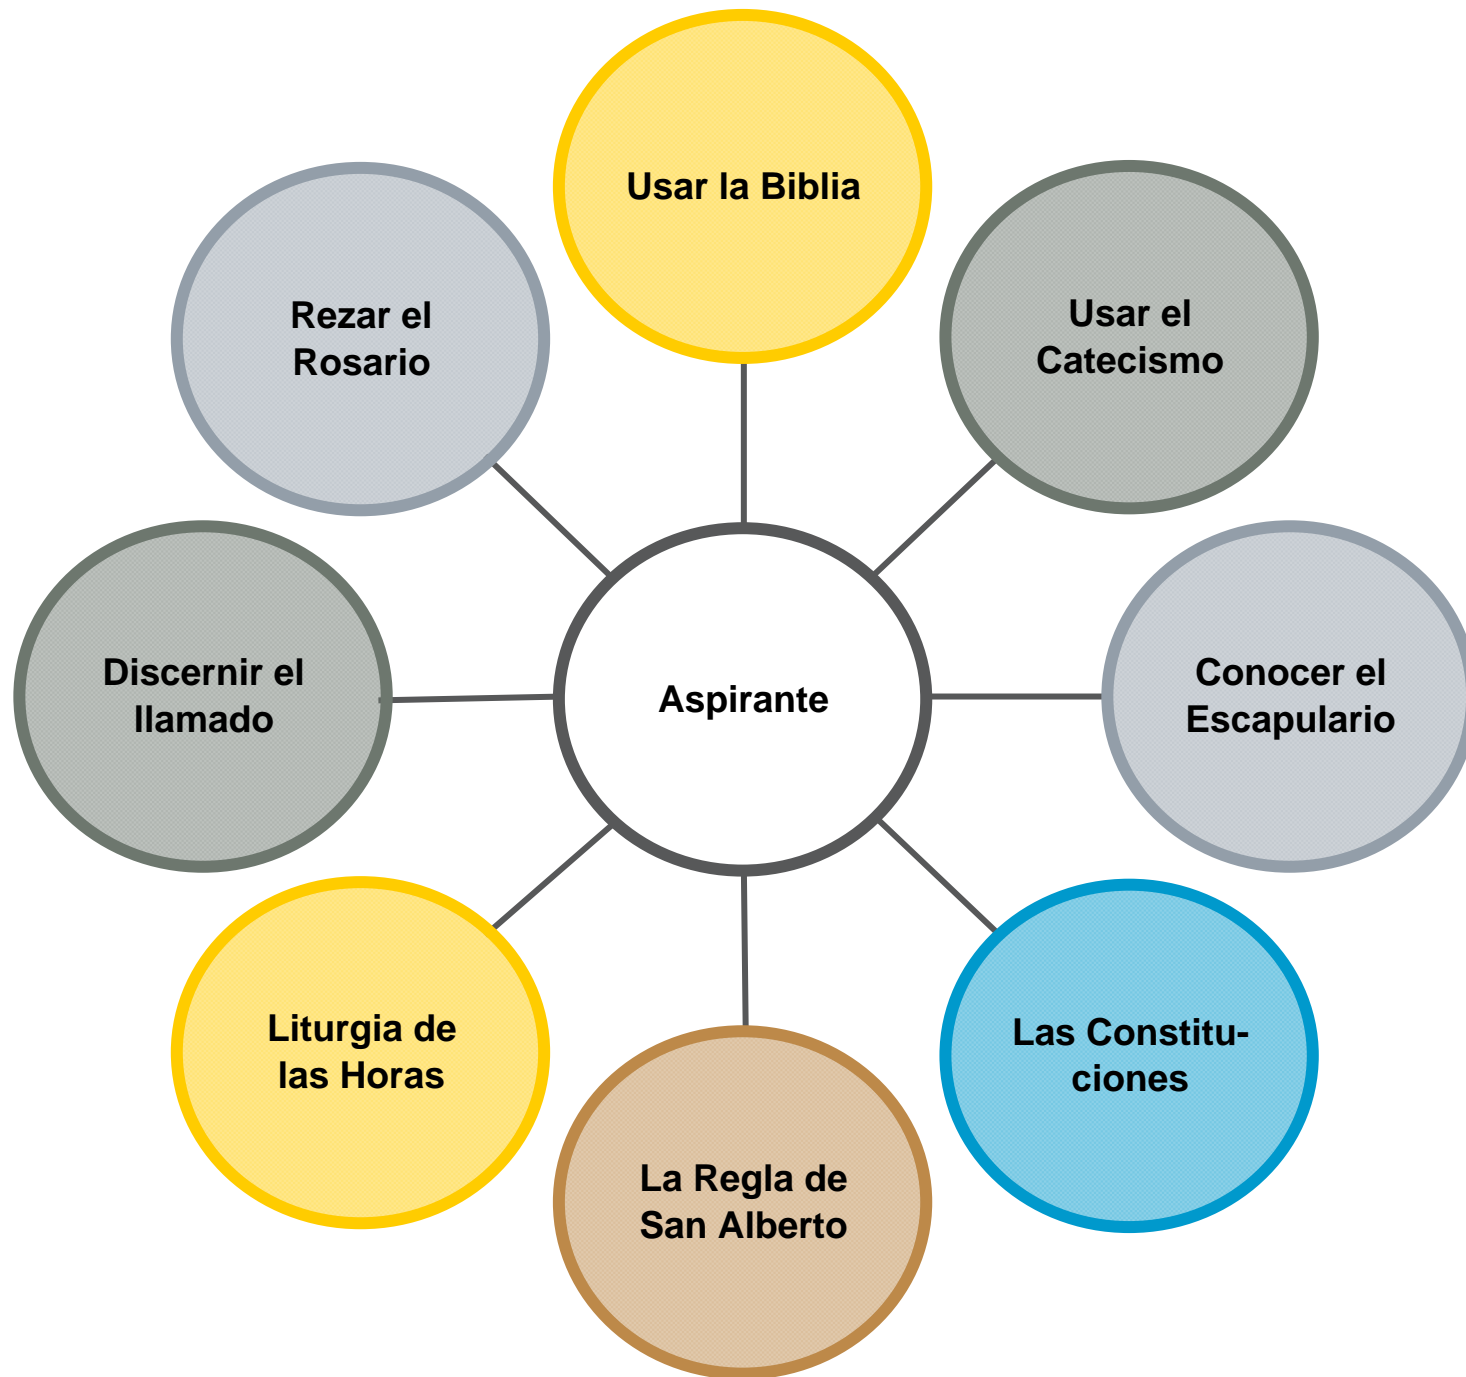 Usar la Biblia
Usar el
Catecismo
Conocer el
Escapulario
Las Constitu-
ciones
La Regla de
San Alberto
Liturgia de
las Horas
Discernir el
llamado
Rezar el
Rosario
Aspirante